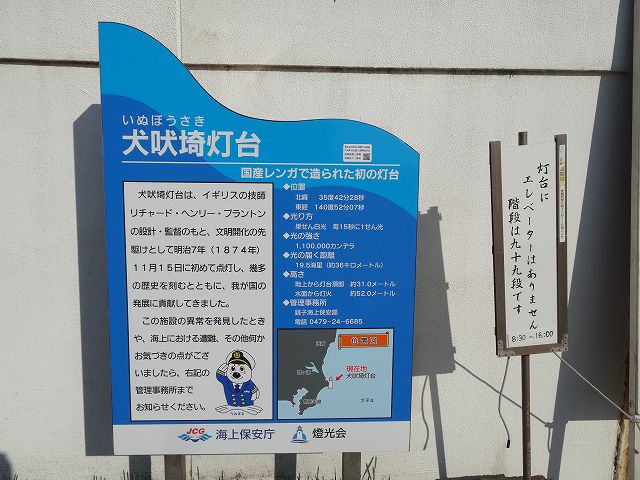 いぬぼうさき
犬吠埼灯台
国産レンガで造られた初の灯台
犬吠埼灯台は、イギリスの技師
リチャード・ヘンリー・ブラントン
の設計・監督のもと、文明開化の先
駆けとして明治7年（1874年）
11月15日に初めて点灯し、幾多
の歴史を刻むとともに、我が国の
発展に貢献してきました。
この施設の異常を発見したとき
や、海上における遭難、その他何か
お気づきの点がござ
いましたら、右記の
管理事務所まで
お知らせください。
◆位置
北緯 35度42分28秒
東経 140度52分07秒
◆光り方
単せん白光 毎15秒に1せん光
◆光の強さ
1,100,000カンデラ
◆光の届く距離
19.5海里（約36キロメートル）
◆高さ
地上から灯台頂部 約31.0メートル
水面から灯火 約52.0メートル
◆管理事務所
銚子海上保安部
電話 0479-24-6685
位置図
現在地
犬吠埼灯台
太平洋
JCG 海上保安庁
燈光会
灯台に
エレベーターはありません
階段は九十九段です
8:30～16:00